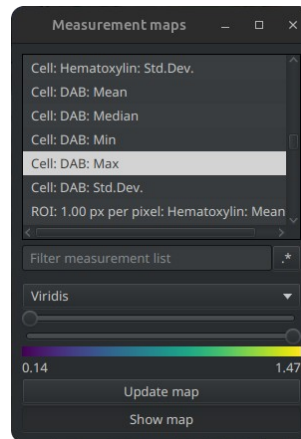 Measurement maps
Cell: Hematoxylin: Std.Dev.
Cell: DAB: Mean
Cell: DAB: Median
Cell: DAB: Min
Cell: DAB: Max
Cell: DAB: Std.Dev.
ROI: 1.00 px per pixel: Hematoxylin: Mean
Filter measurement list .*
Viridis
0.14 1.47
Update map
Show map